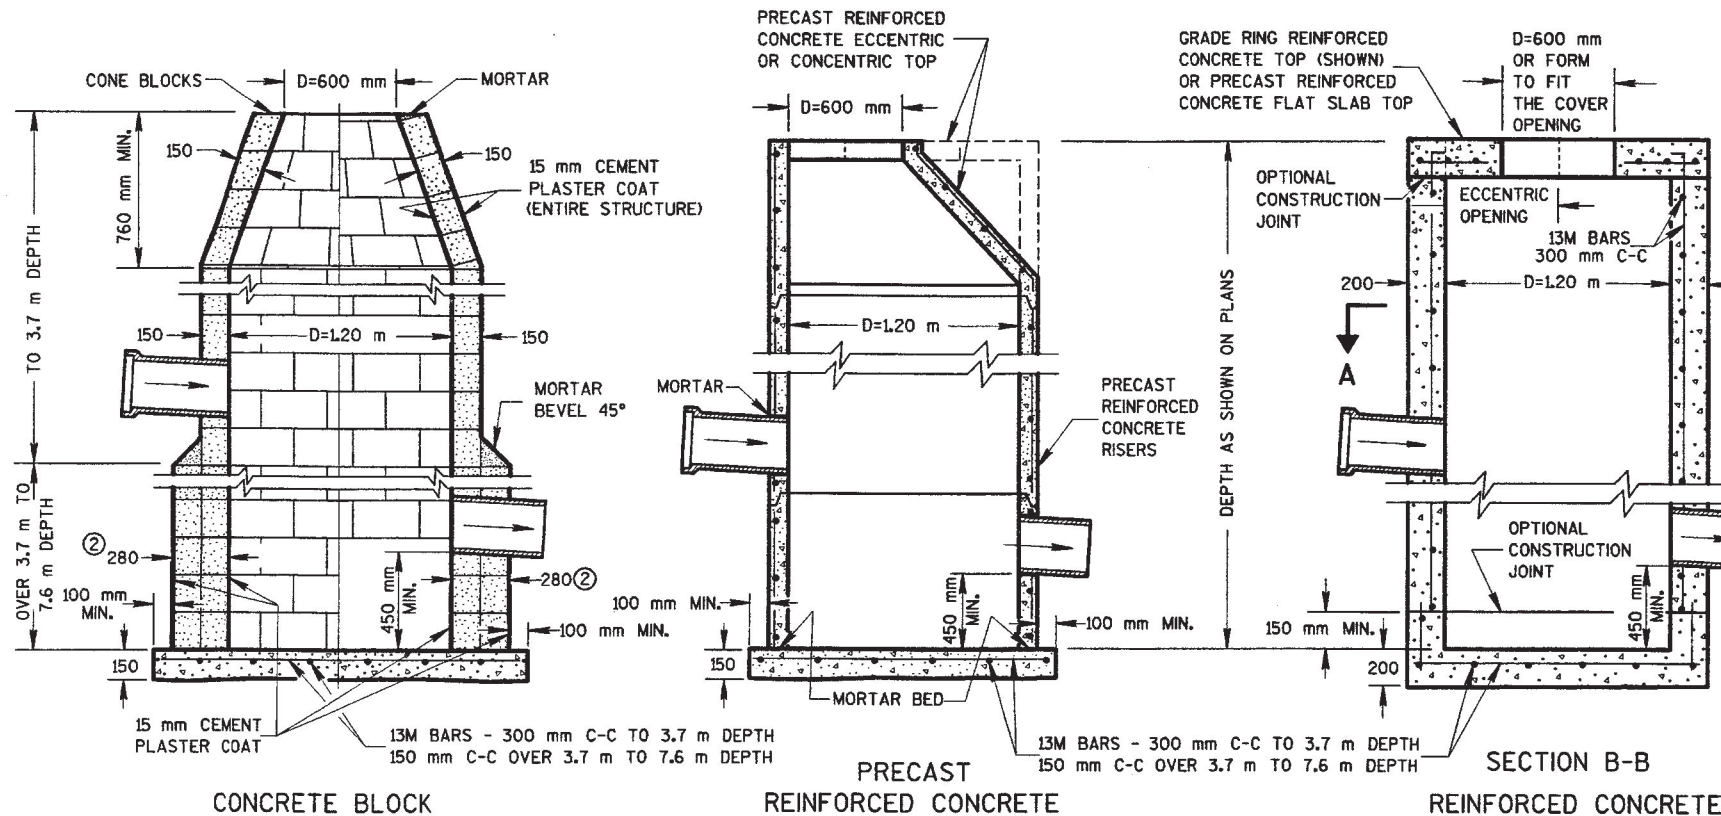 CONE BLOCKS
D=600 mm
MORTAR
150
150
760 mm MIN.
15 mm CEMENT
PLASTER COAT
(ENTIRE STRUCTURE)
TO 3.7 m DEPTH
150
D=1.20 m
150
MORTAR
BEVEL 45°
OVER 3.7 m TO
7.6 m DEPTH
② 280
280②
100 mm
MIN.
450 mm
MIN.
100 mm MIN.
150
15 mm CEMENT
PLASTER COAT
13M BARS - 300 mm C-C TO 3.7 m DEPTH
150 mm C-C OVER 3.7 m TO 7.6 m DEPTH
CONCRETE BLOCK
PRECAST REINFORCED
CONCRETE ECCENTRIC
OR CONCENTRIC TOP
D=600 mm
D=1.20 m
MORTAR
PRECAST
REINFORCED
CONCRETE
RISERS
100 mm MIN.
450 mm
MIN.
100 mm MIN.
150
MORTAR BED
13M BARS - 300 mm C-C TO 3.7 m DEPTH
150 mm C-C OVER 3.7 m TO 7.6 m DEPTH
PRECAST
REINFORCED CONCRETE
DEPTH AS SHOWN ON PLANS
GRADE RING REINFORCED
CONCRETE TOP (SHOWN)
OR PRECAST REINFORCED
CONCRETE FLAT SLAB TOP
D=600 mm
OR FORM
TO FIT
THE COVER
OPENING
OPTIONAL
CONSTRUCTION
JOINT
ECCENTRIC
OPENING
13M BARS
300 mm C-C
200
D=1.20 m
A
OPTIONAL
CONSTRUCTION
JOINT
150 mm MIN.
450 mm
MIN.
200
SECTION B-B
REINFORCED CONCRETE